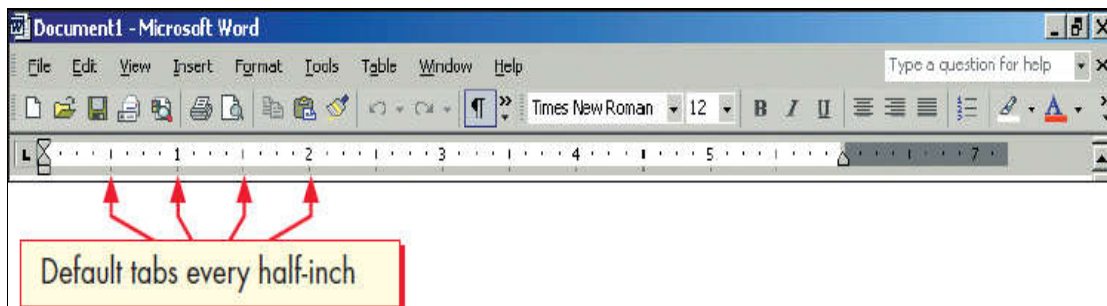 Document1 - Microsoft Word
File Edit View Insert Format Tools Table Window Help Type a question for help
Times New Roman 12 B I U A
1 2 3 4 5 7
Default tabs every half-inch